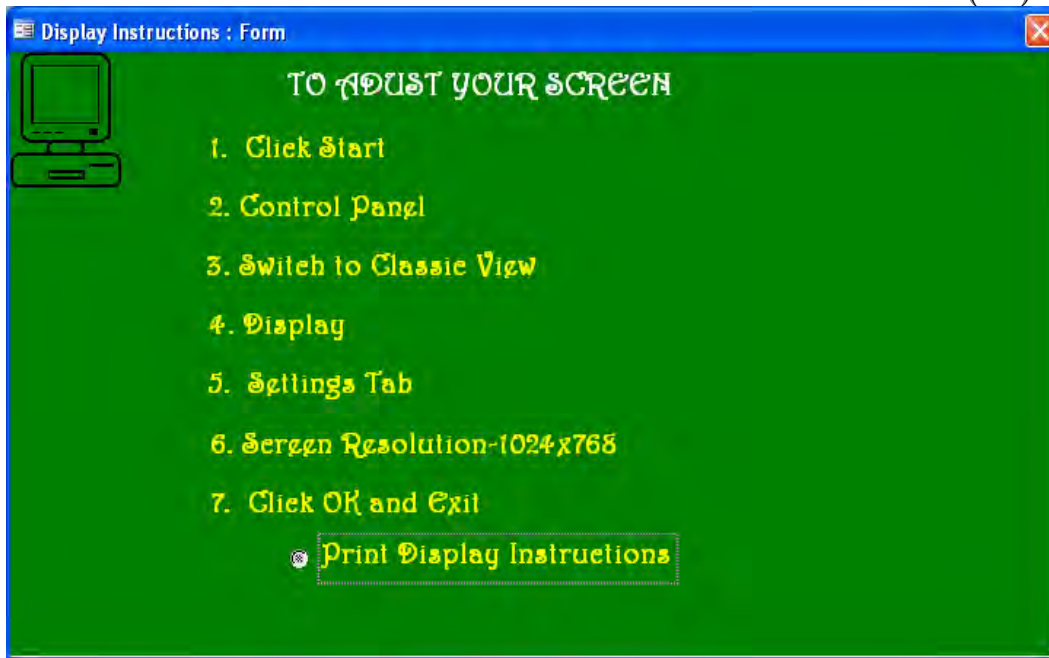 Display Instructions : Form
TO ADUST YOUR SCREEN
1. Click Start
2. Control Panel
3. Switch to Classic View
4. Display
5. Settings Tab
6. Screen Resolution-1024x768
7. Click OK and Exit
Print Display Instructions